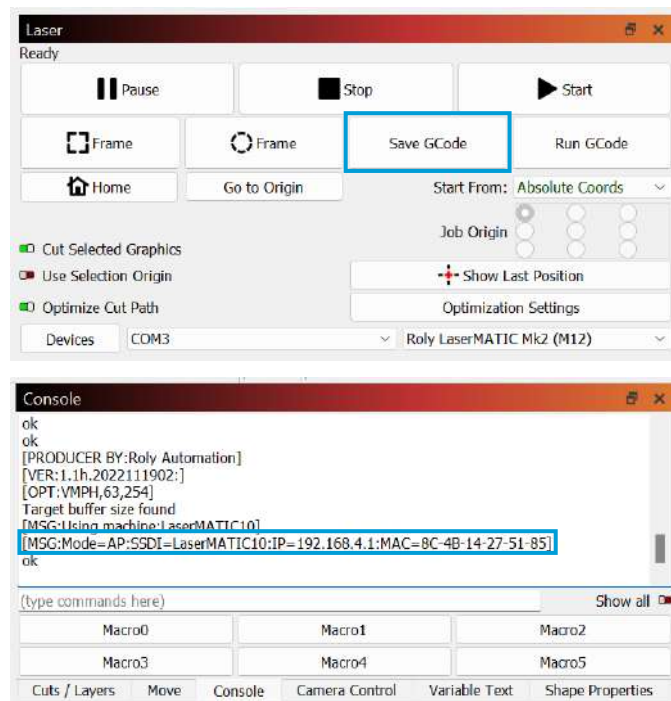 Laser
Ready
Pause Stop Start
Frame Frame Save GCode Run GCode
Home Go to Origin Start From: Absolute Coords
Job Origin
Cut Selected Graphics
Use Selection Origin Show Last Position
Optimize Cut Path Optimization Settings
Devices COM3 Roly LaserMATIC Mk2 (M12)
Console
ok
ok
[PRODUCER BY:Roly Automation]
[VER:1.1h.2022111902:]
[OPT:VMPH,63,254]
Target buffer size found
[MSG:Using machine:LaserMATIC10]
[MSG:Mode=AP:SSDI=LaserMATIC10:IP=192.168.4.1:MAC=8C-4B-14-27-51-85]
ok
(type commands here) Show all
Macro0 Macro1 Macro2
Macro3 Macro4 Macro5
Cuts / Layers Move Console Camera Control Variable Text Shape Properties